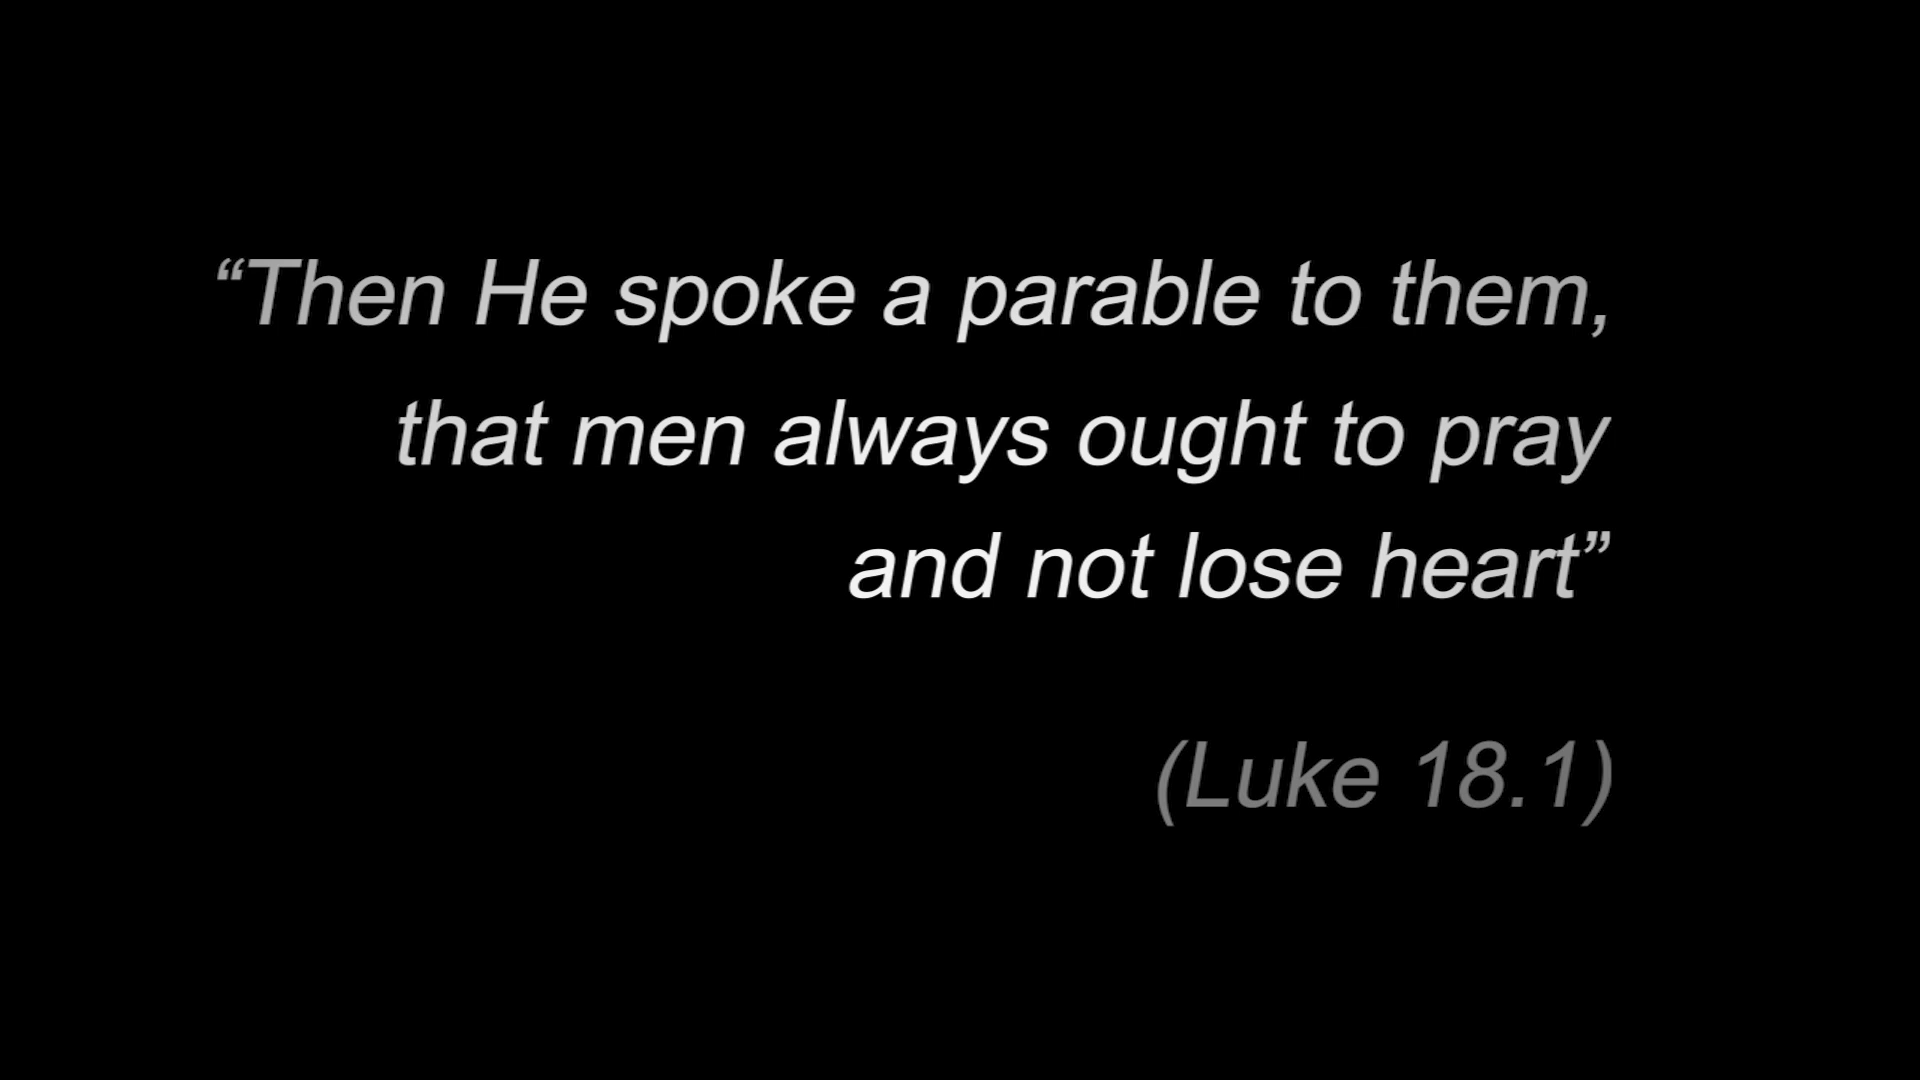 “Then He spoke a parable to them,
that men always ought to pray
and not lose heart”
(Luke 18.1)